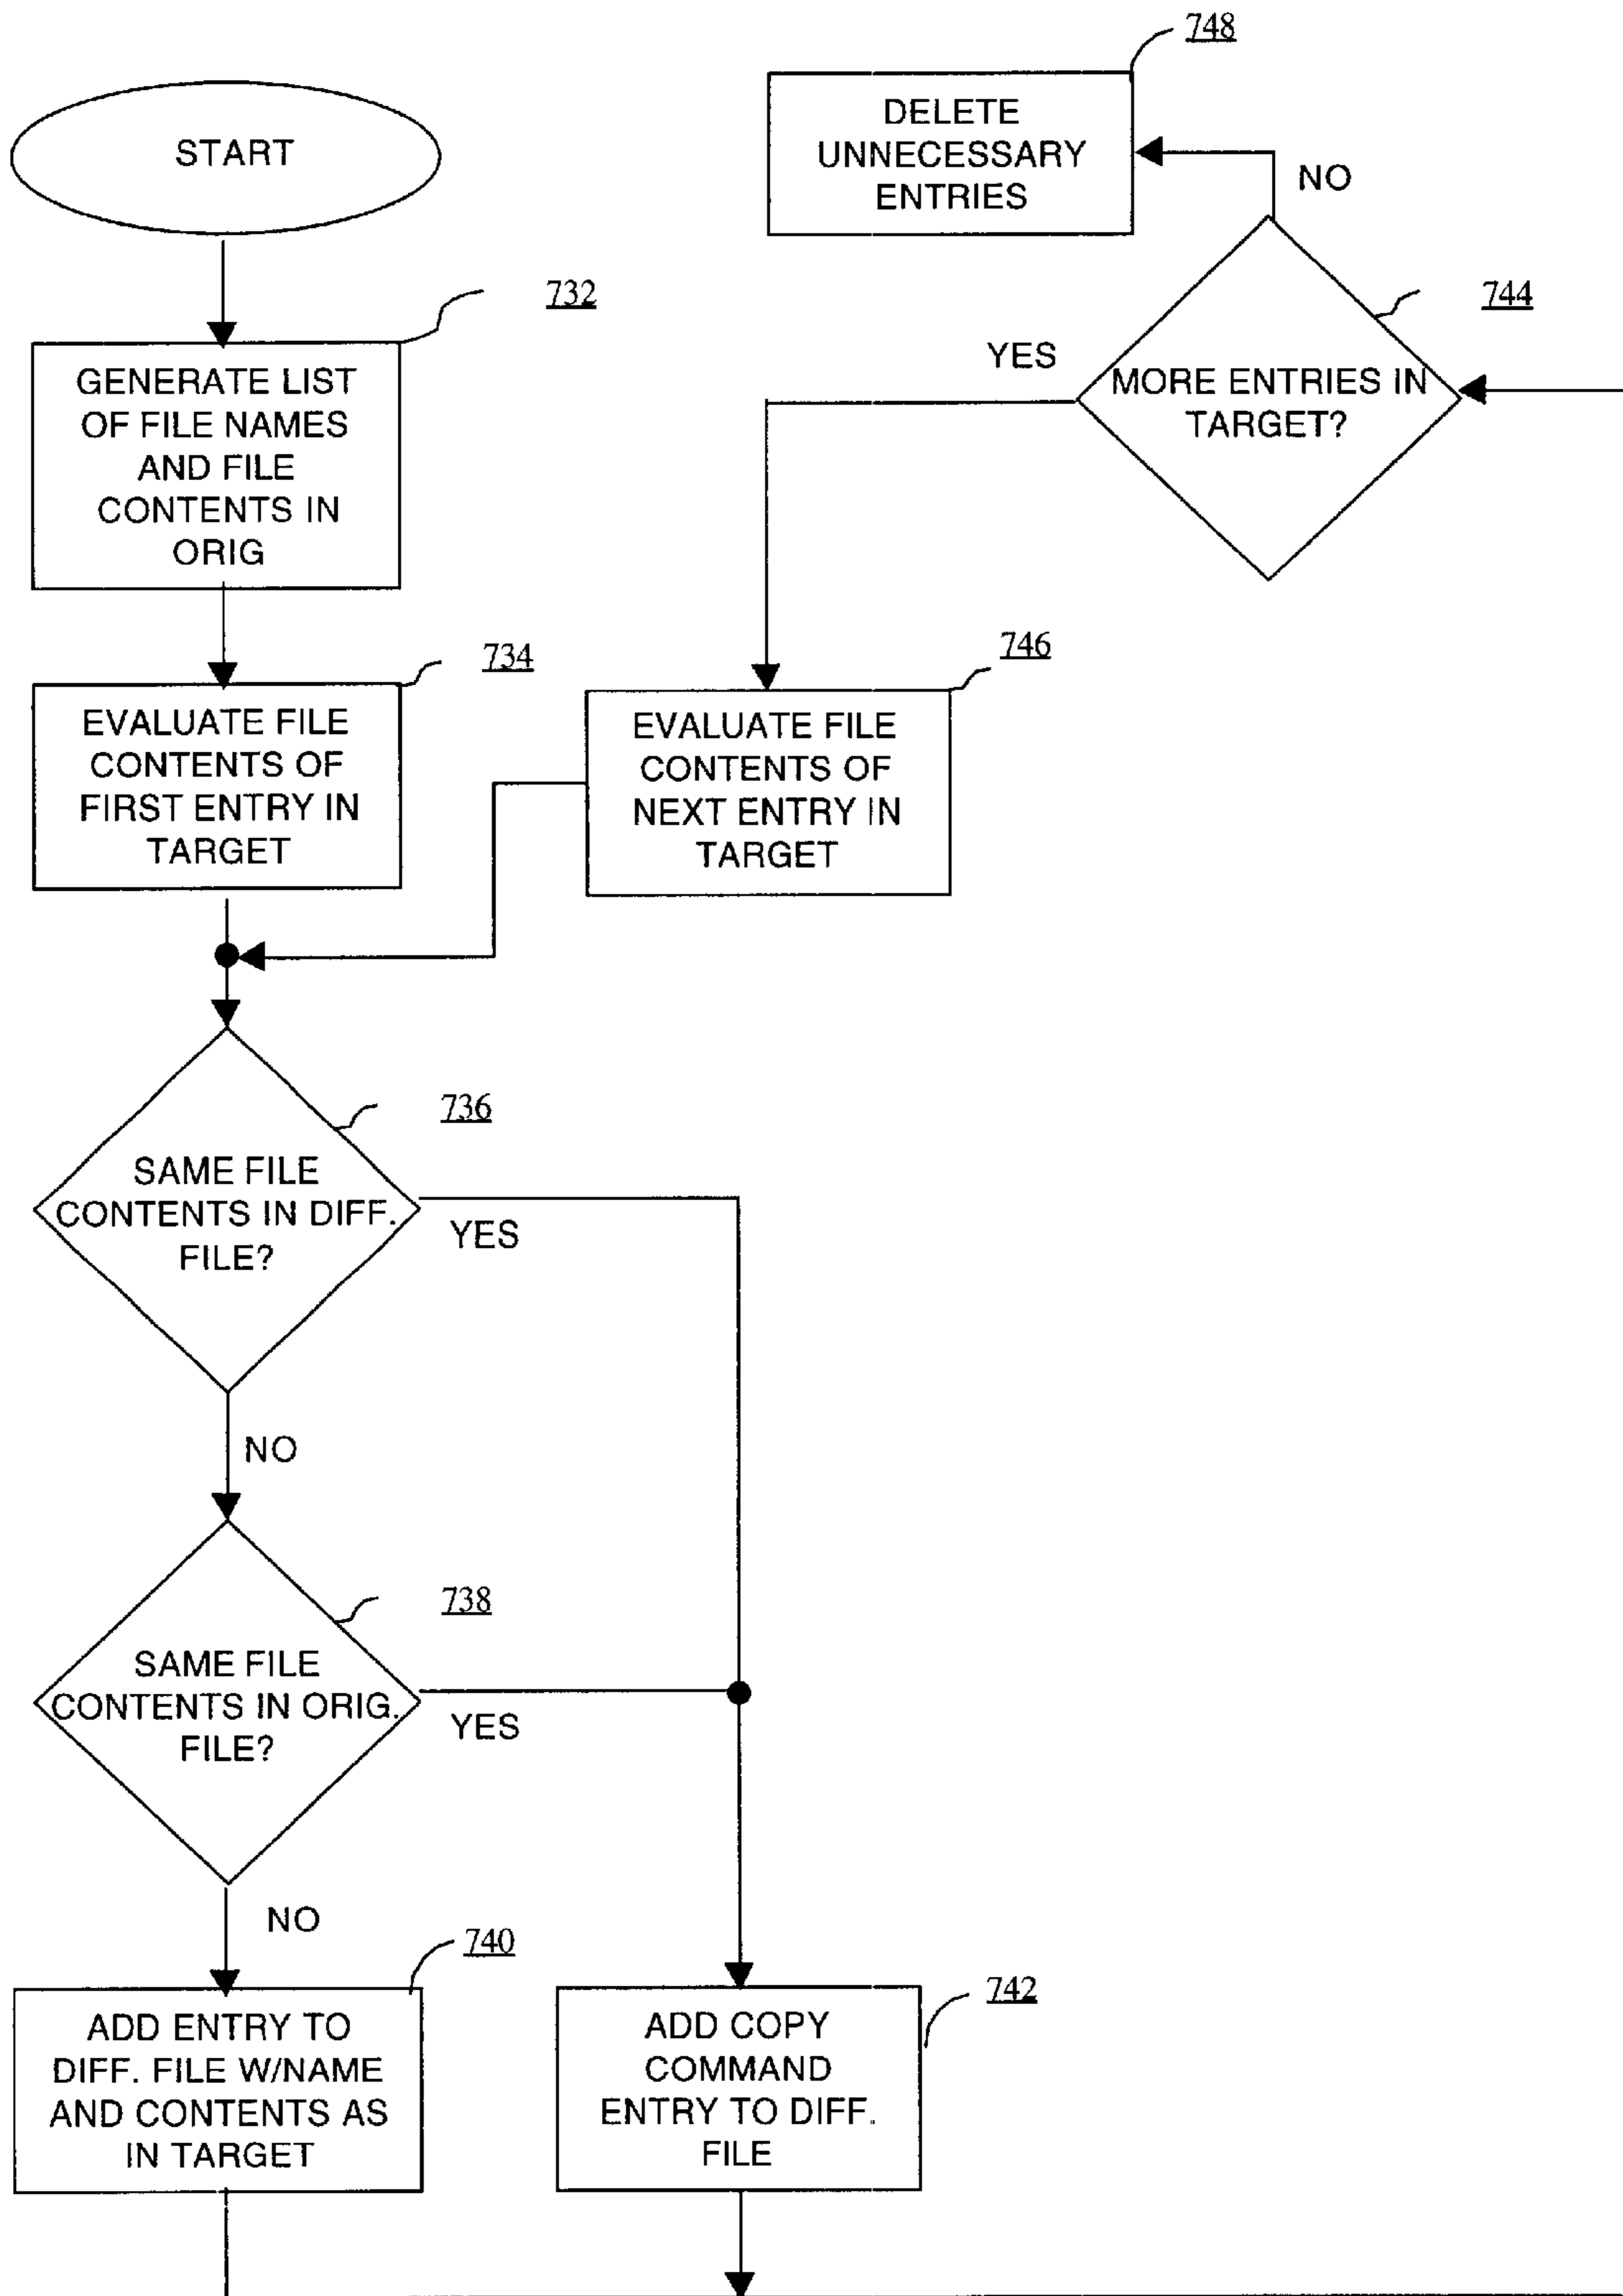 START
732
GENERATE LIST
OF FILE NAMES
AND FILE
CONTENTS IN
ORIG
734
EVALUATE FILE
CONTENTS OF
FIRST ENTRY IN
TARGET
736
SAME FILE
CONTENTS IN DIFF.
FILE?
YES
NO
738
SAME FILE
CONTENTS IN ORIG.
FILE?
YES
NO
740
ADD ENTRY TO
DIFF. FILE W/NAME
AND CONTENTS AS
IN TARGET
742
ADD COPY
COMMAND
ENTRY TO DIFF.
FILE
744
MORE ENTRIES IN
TARGET?
YES
NO
746
EVALUATE FILE
CONTENTS OF
NEXT ENTRY IN
TARGET
748
DELETE
UNNECESSARY
ENTRIES